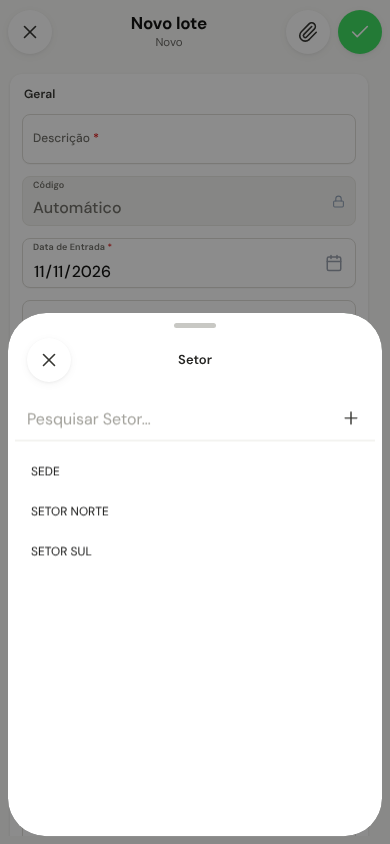 Novo lote
Novo
Geral
Descrição *
Código
Automático
Data de Entrada *
11/11/2026
Setor
Pesquisar Setor...
SEDE
SETOR NORTE
SETOR SUL